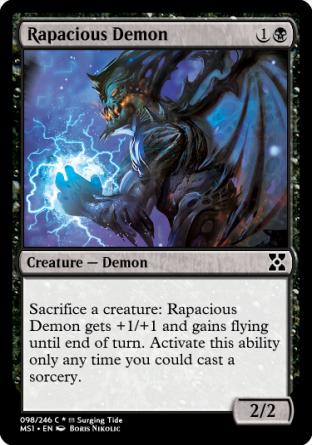 Rapacious Demon 1
Creature — Demon
Sacrifice a creature: Rapacious
Demon gets +1/+1 and gains flying
until end of turn. Activate this ability
only any time you could cast a
sorcery.
2/2
098/246 C * Surging Tide
MS1 • EN Boris Nikolic